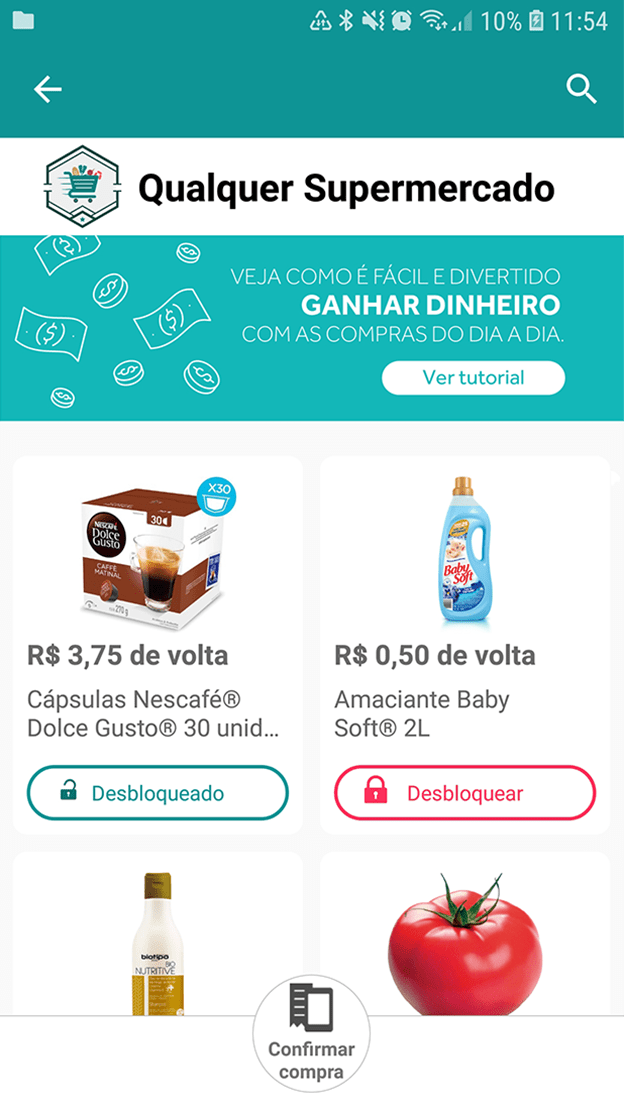 10% 11:54
Qualquer Supermercado
VEJA COMO É FÁCIL E DIVERTIDO
GANHAR DINHEIRO
COM AS COMPRAS DO DIA A DIA.
Ver tutorial
X30
30
NESCAFÉ
Dolce
Gusto
CAFFÈ
MATINAL
270g
Baby
Soft
R$ 3,75 de volta
R$ 0,50 de volta
Cápsulas Nescafé®
Dolce Gusto® 30 unid...
Amaciante Baby
Soft® 2L
Desbloqueado
Desbloquear
biotipo
BIO
NUTRITIVE
Confirmar
compra